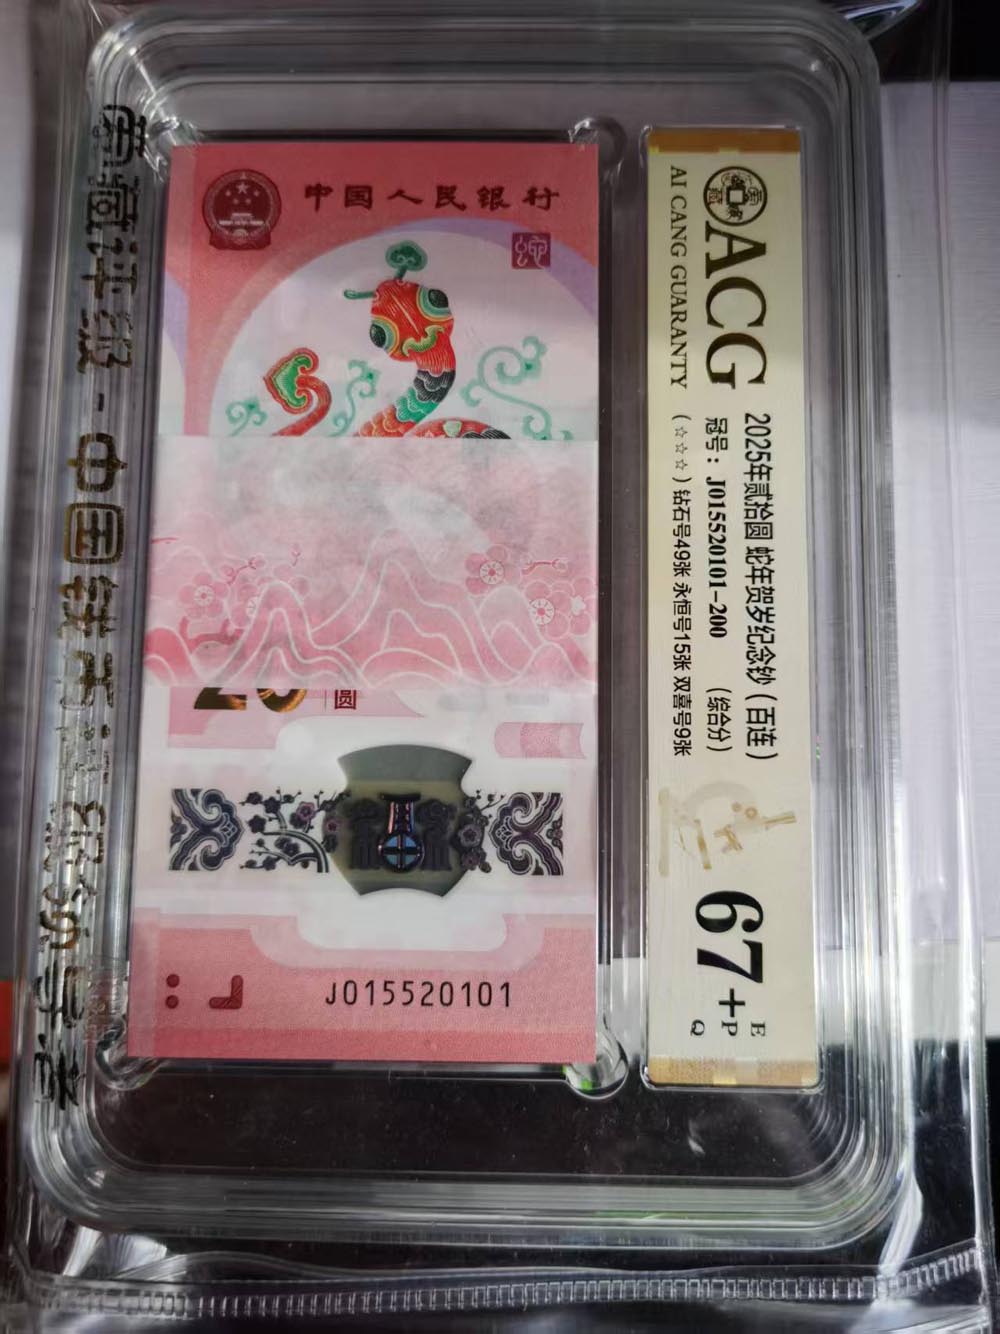 中国人民银行
圆
J015520101
ACG
AI CANG GUARANTY
2025年贰拾圆 蛇年贺岁纪念钞（百连）
冠号：J015520101-200 （综合分）
（☆☆☆）钻石号49张 永恒号15张 双喜号9张
67+
E
P
Q